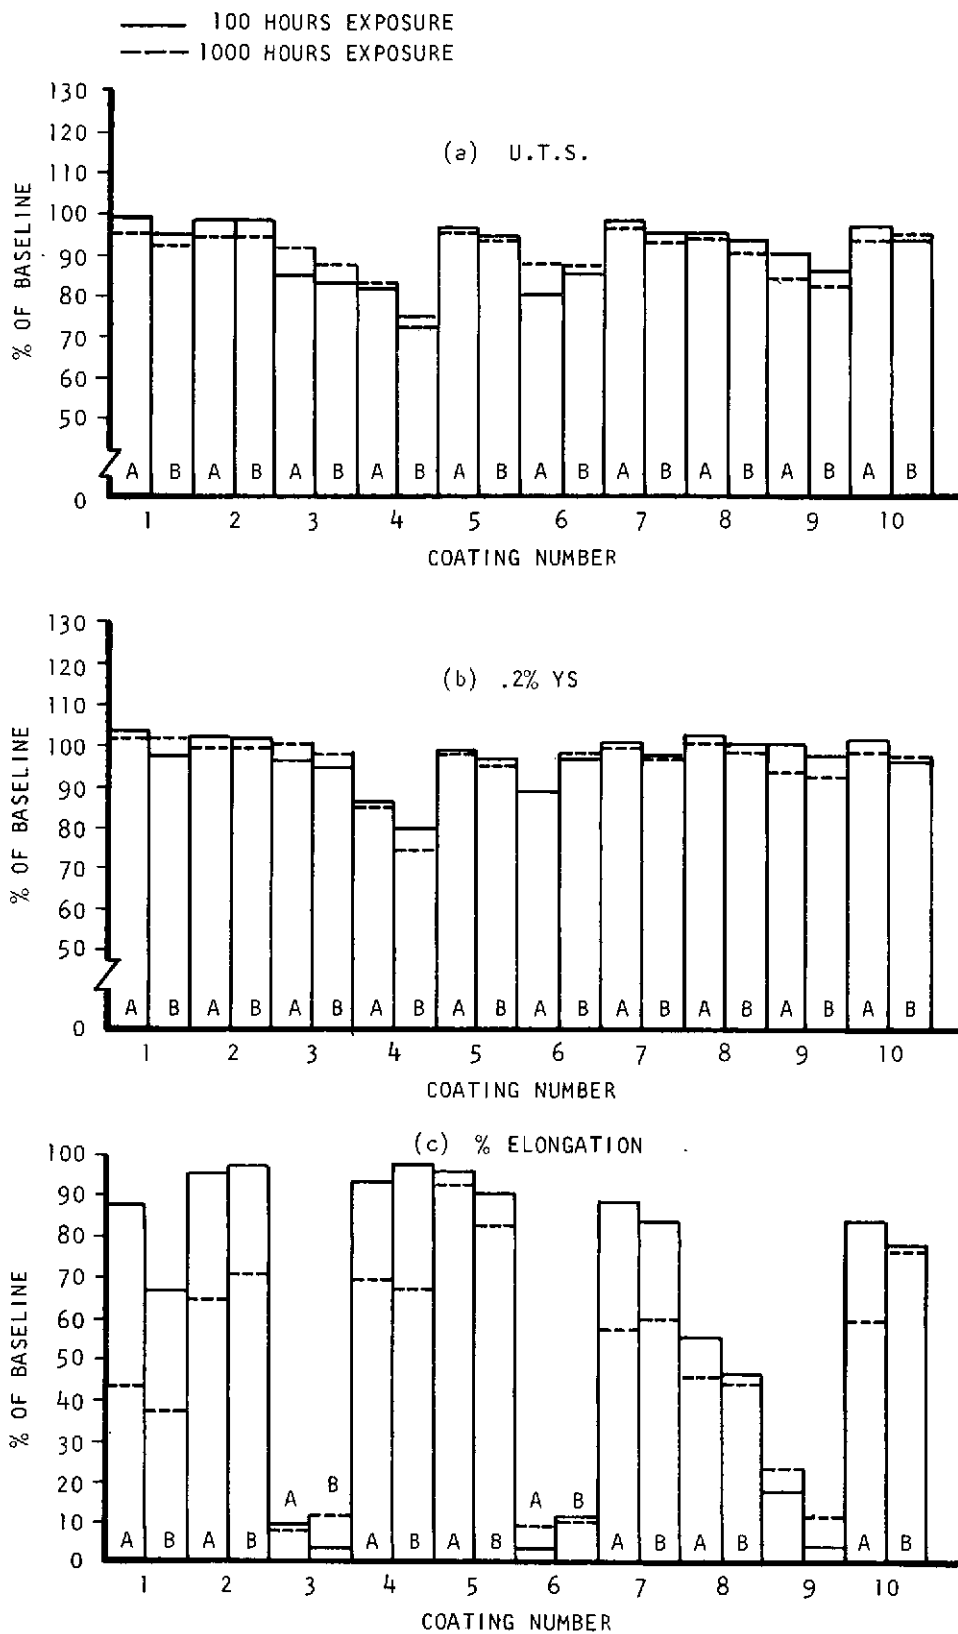 100 HOURS EXPOSURE
1000 HOURS EXPOSURE
(a) U.T.S.
% OF BASELINE
130
120
110
100
90
80
70
60
50
0
A B A B A B A B A B A B A B A B A B A B
1 2 3 4 5 6 7 8 9 10
COATING NUMBER
(b) .2% YS
% OF BASELINE
130
120
110
100
90
80
70
60
50
0
A B A B A B A B A B A B A B A B A B A B
1 2 3 4 5 6 7 8 9 10
COATING NUMBER
(c) % ELONGATION
% OF BASELINE
100
90
80
70
60
50
40
30
20
10
0
A B A B A B A B A B A B A B A B A B
1 2 3 4 5 6 7 8 9 10
COATING NUMBER